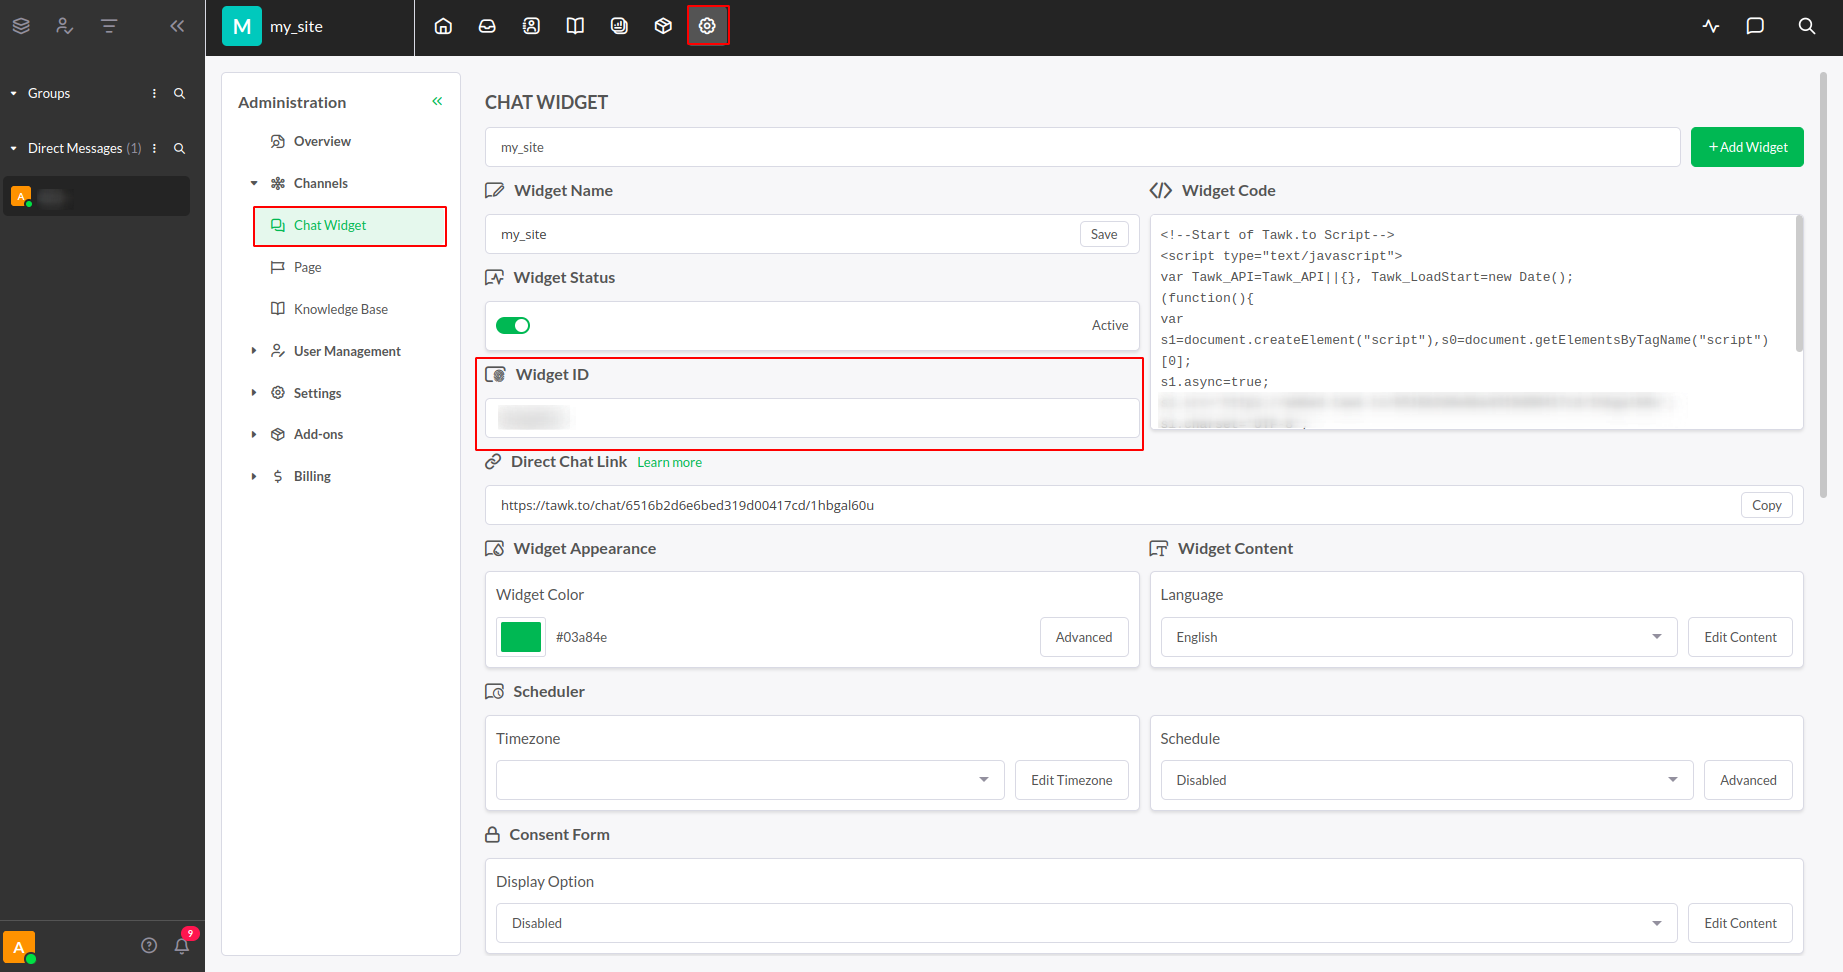 M my_site
Groups
Direct Messages (1)
A
A
9
Administration
Overview
Channels
Chat Widget
Page
Knowledge Base
User Management
Settings
Add-ons
Billing
CHAT WIDGET
my_site
+ Add Widget
Widget Name
my_site
Save
Widget Status
Active
Widget ID
Widget Code
<!--Start of Tawk.to Script-->
<script type="text/javascript">
var Tawk_API=Tawk_API||{}, Tawk_LoadStart=new Date();
(function(){
var
s1=document.createElement("script"),s0=document.getElementsByTagName("script")
[0];
s1.async=true;
Direct Chat Link Learn more
https://tawk.to/chat/6516b2d6e6bed319d00417cd/1hbgal60u
Copy
Widget Appearance
Widget Color
#03a84e
Advanced
Widget Content
Language
English
Edit Content
Scheduler
Timezone
Edit Timezone
Schedule
Disabled
Advanced
Consent Form
Display Option
Disabled
Edit Content